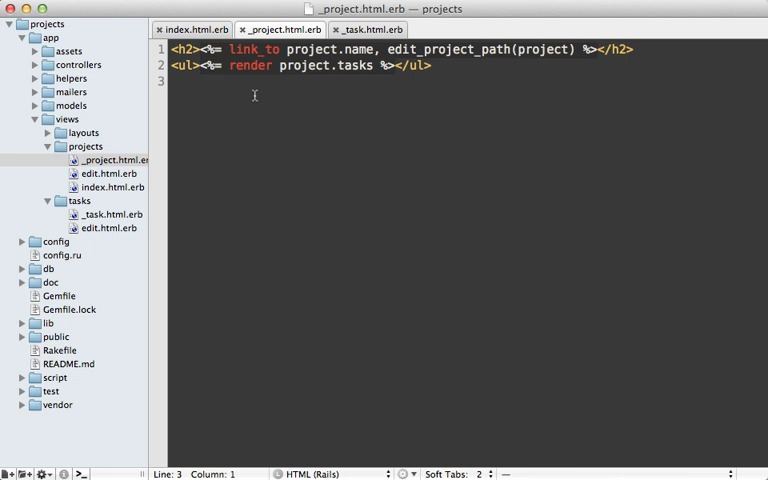 _project.html.erb — projects
projects
app
assets
controllers
helpers
mailers
models
views
layouts
projects
_project.html.er
edit.html.erb
index.html.erb
tasks
_task.html.erb
edit.html.erb
config
config.ru
db
doc
Gemfile
Gemfile.lock
lib
public
Rakefile
README.md
script
test
vendor
index.html.erb _project.html.erb _task.html.erb
1 <h2><%= link_to project.name, edit_project_path(project) %></h2>
2 <ul><%= render project.tasks %></ul>
3
Line: 3 Column: 1 HTML (Rails) Soft Tabs: 2 —